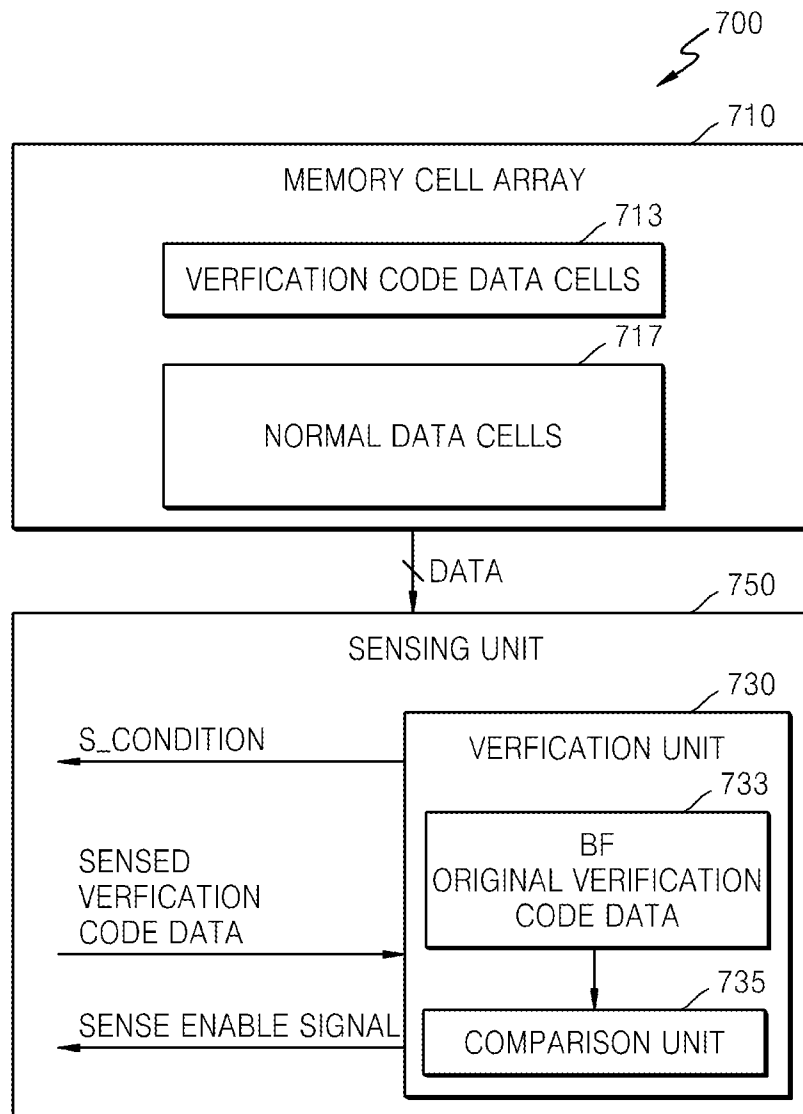 700
710
MEMORY CELL ARRAY
713
VERFICATION CODE DATA CELLS
717
NORMAL DATA CELLS
DATA
750
SENSING UNIT
730
S_CONDITION
VERFICATION UNIT
733
BF
ORIGINAL VERIFICATION
CODE DATA
SENSED
VERFICATION
CODE DATA
735
SENSE ENABLE SIGNAL
COMPARISON UNIT